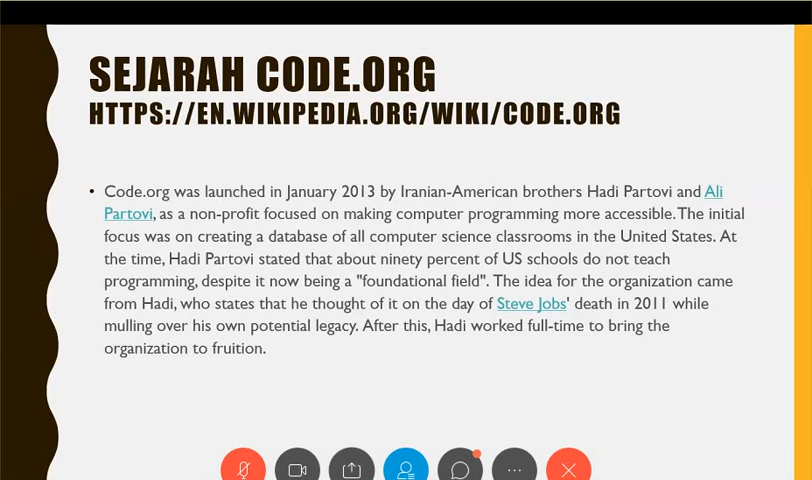 SEJARAH CODE.ORG
HTTPS://EN.WIKIPEDIA.ORG/WIKI/CODE.ORG
• Code.org was launched in January 2013 by Iranian-American brothers Hadi Partovi and Ali
Partovi, as a non-profit focused on making computer programming more accessible. The initial
focus was on creating a database of all computer science classrooms in the United States. At
the time, Hadi Partovi stated that about ninety percent of US schools do not teach
programming, despite it now being a "foundational field". The idea for the organization came
from Hadi, who states that he thought of it on the day of Steve Jobs' death in 2011 while
mulling over his own potential legacy. After this, Hadi worked full-time to bring the
organization to fruition.